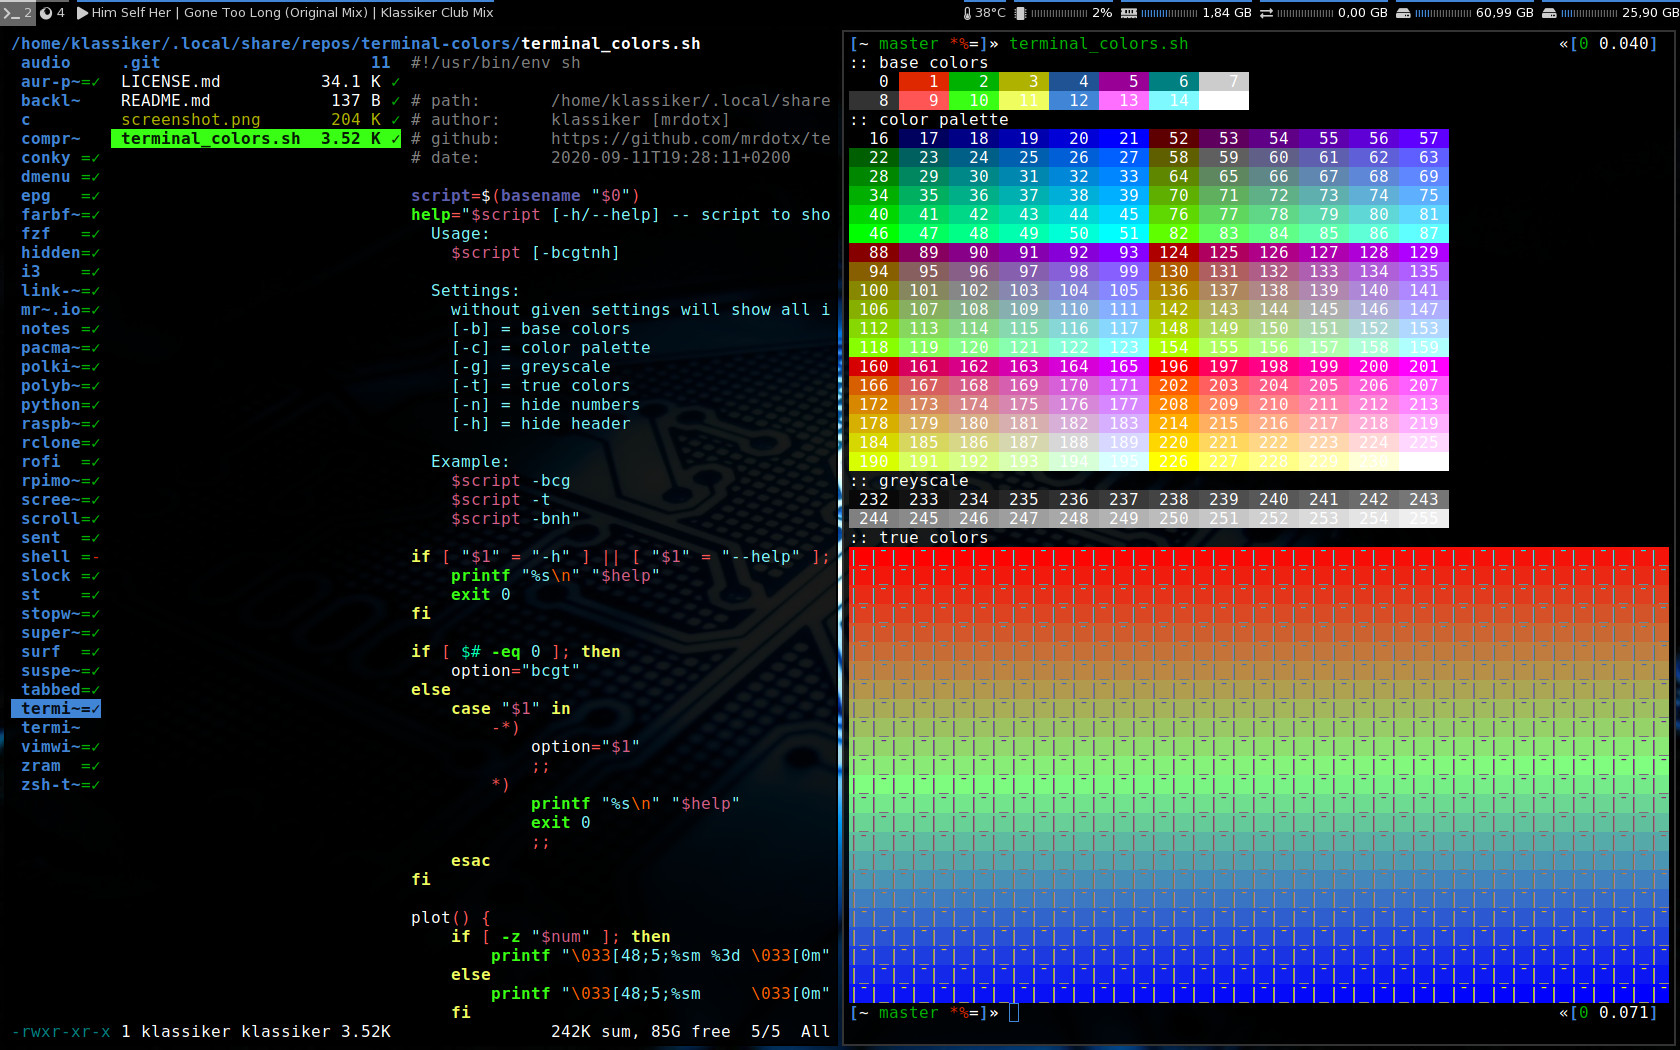 2 4 Him Self Her | Gone Too Long (Original Mix) | Klassiker Club Mix 38°C 2% 1,84 GB 0,00 GB 60,99 GB 25,90 GB
/home/klassiker/.local/share/repos/terminal-colors/terminal_colors.sh
audio
aur-p~=✓
backl~
c
compr~
conky =✓
dmenu =✓
epg =✓
farbf~=✓
fzf =✓
hidden=✓
i3 =✓
link-~=✓
mr~.io=✓
notes =✓
pacma~=✓
polki~=✓
polyb~=✓
python=✓
raspb~=✓
rclone=✓
rofi =✓
rpimo~=✓
scree~=✓
scroll=✓
sent =✓
shell =-
slock =✓
st =✓
stopw~=✓
super~=✓
surf =✓
suspe~=✓
tabbed=✓
termi~=✓
termi~
vimwi~=✓
zram =✓
zsh-t~=✓
.git 11
LICENSE.md 34.1 K ✓
README.md 137 B ✓
screenshot.png 204 K ✓
terminal_colors.sh 3.52 K ✓
#!/usr/bin/env sh
# path: /home/klassiker/.local/share
# author: klassiker [mrdotx]
# github: https://github.com/mrdotx/te
# date: 2020-09-11T19:28:11+0200
script=$(basename "$0")
help="$script [-h/--help] -- script to sho
Usage:
$script [-bcgtnh]
Settings:
without given settings will show all i
[-b] = base colors
[-c] = color palette
[-g] = greyscale
[-t] = true colors
[-n] = hide numbers
[-h] = hide header
Example:
$script -bcg
$script -t
$script -bnh"
if [ "$1" = "-h" ] || [ "$1" = "--help" ];
printf "%s\n" "$help"
exit 0
fi
if [ $# -eq 0 ]; then
option="bcgt"
else
case "$1" in
-*)
option="$1"
;;
*)
printf "%s\n" "$help"
exit 0
;;
esac
fi
plot() {
if [ -z "$num" ]; then
printf "\033[48;5;%sm %3d \033[0m"
else
printf "\033[48;5;%sm \033[0m"
fi
-rwxr-xr-x 1 klassiker klassiker 3.52K 242K sum, 85G free 5/5 All
[~ master *%=]» terminal_colors.sh «[0 0.040]
:: base colors
0 1 2 3 4 5 6 7
8 9 10 11 12 13 14
:: color palette
16 17 18 19 20 21 52 53 54 55 56 57
22 23 24 25 26 27 58 59 60 61 62 63
28 29 30 31 32 33 64 65 66 67 68 69
34 35 36 37 38 39 70 71 72 73 74 75
40 41 42 43 44 45 76 77 78 79 80 81
46 47 48 49 50 51 82 83 84 85 86 87
88 89 90 91 92 93 124 125 126 127 128 129
94 95 96 97 98 99 130 131 132 133 134 135
100 101 102 103 104 105 136 137 138 139 140 141
106 107 108 109 110 111 142 143 144 145 146 147
112 113 114 115 116 117 148 149 150 151 152 153
118 119 120 121 122 123 154 155 156 157 158 159
160 161 162 163 164 165 196 197 198 199 200 201
166 167 168 169 170 171 202 203 204 205 206 207
172 173 174 175 176 177 208 209 210 211 212 213
178 179 180 181 182 183 214 215 216 217 218 219
184 185 186 187 188 189 220 221 222 223 224 225
190 191 192 193 194 195 226 227 228 229
:: greyscale
232 233 234 235 236 237 238 239 240 241 242 243
244 245 246 247 248 249 250 251 252 253 254 255
:: true colors
[~ master *%=]» «[0 0.071]